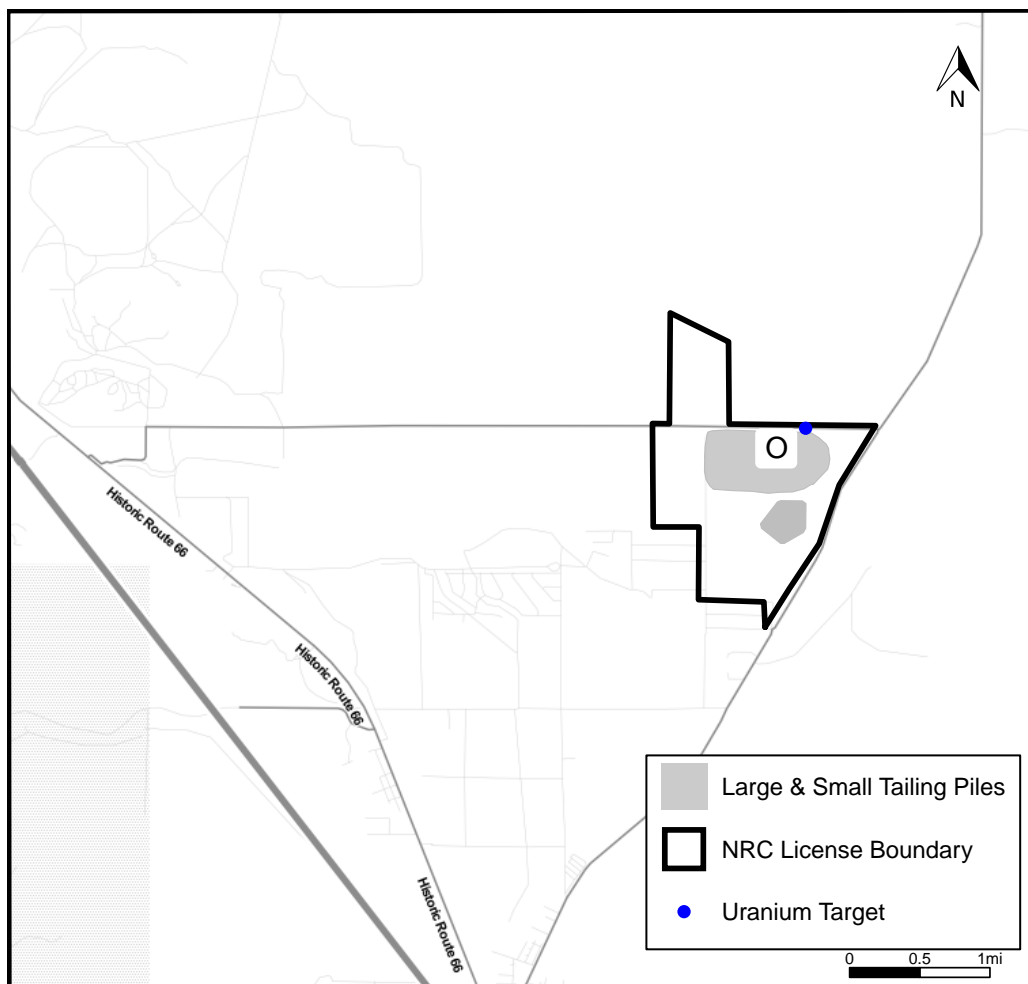 N
O
Historic Route 66
Historic Route 66
Historic Route 66
Large & Small Tailing Piles
NRC License Boundary
Uranium Target
0 0.5 1mi